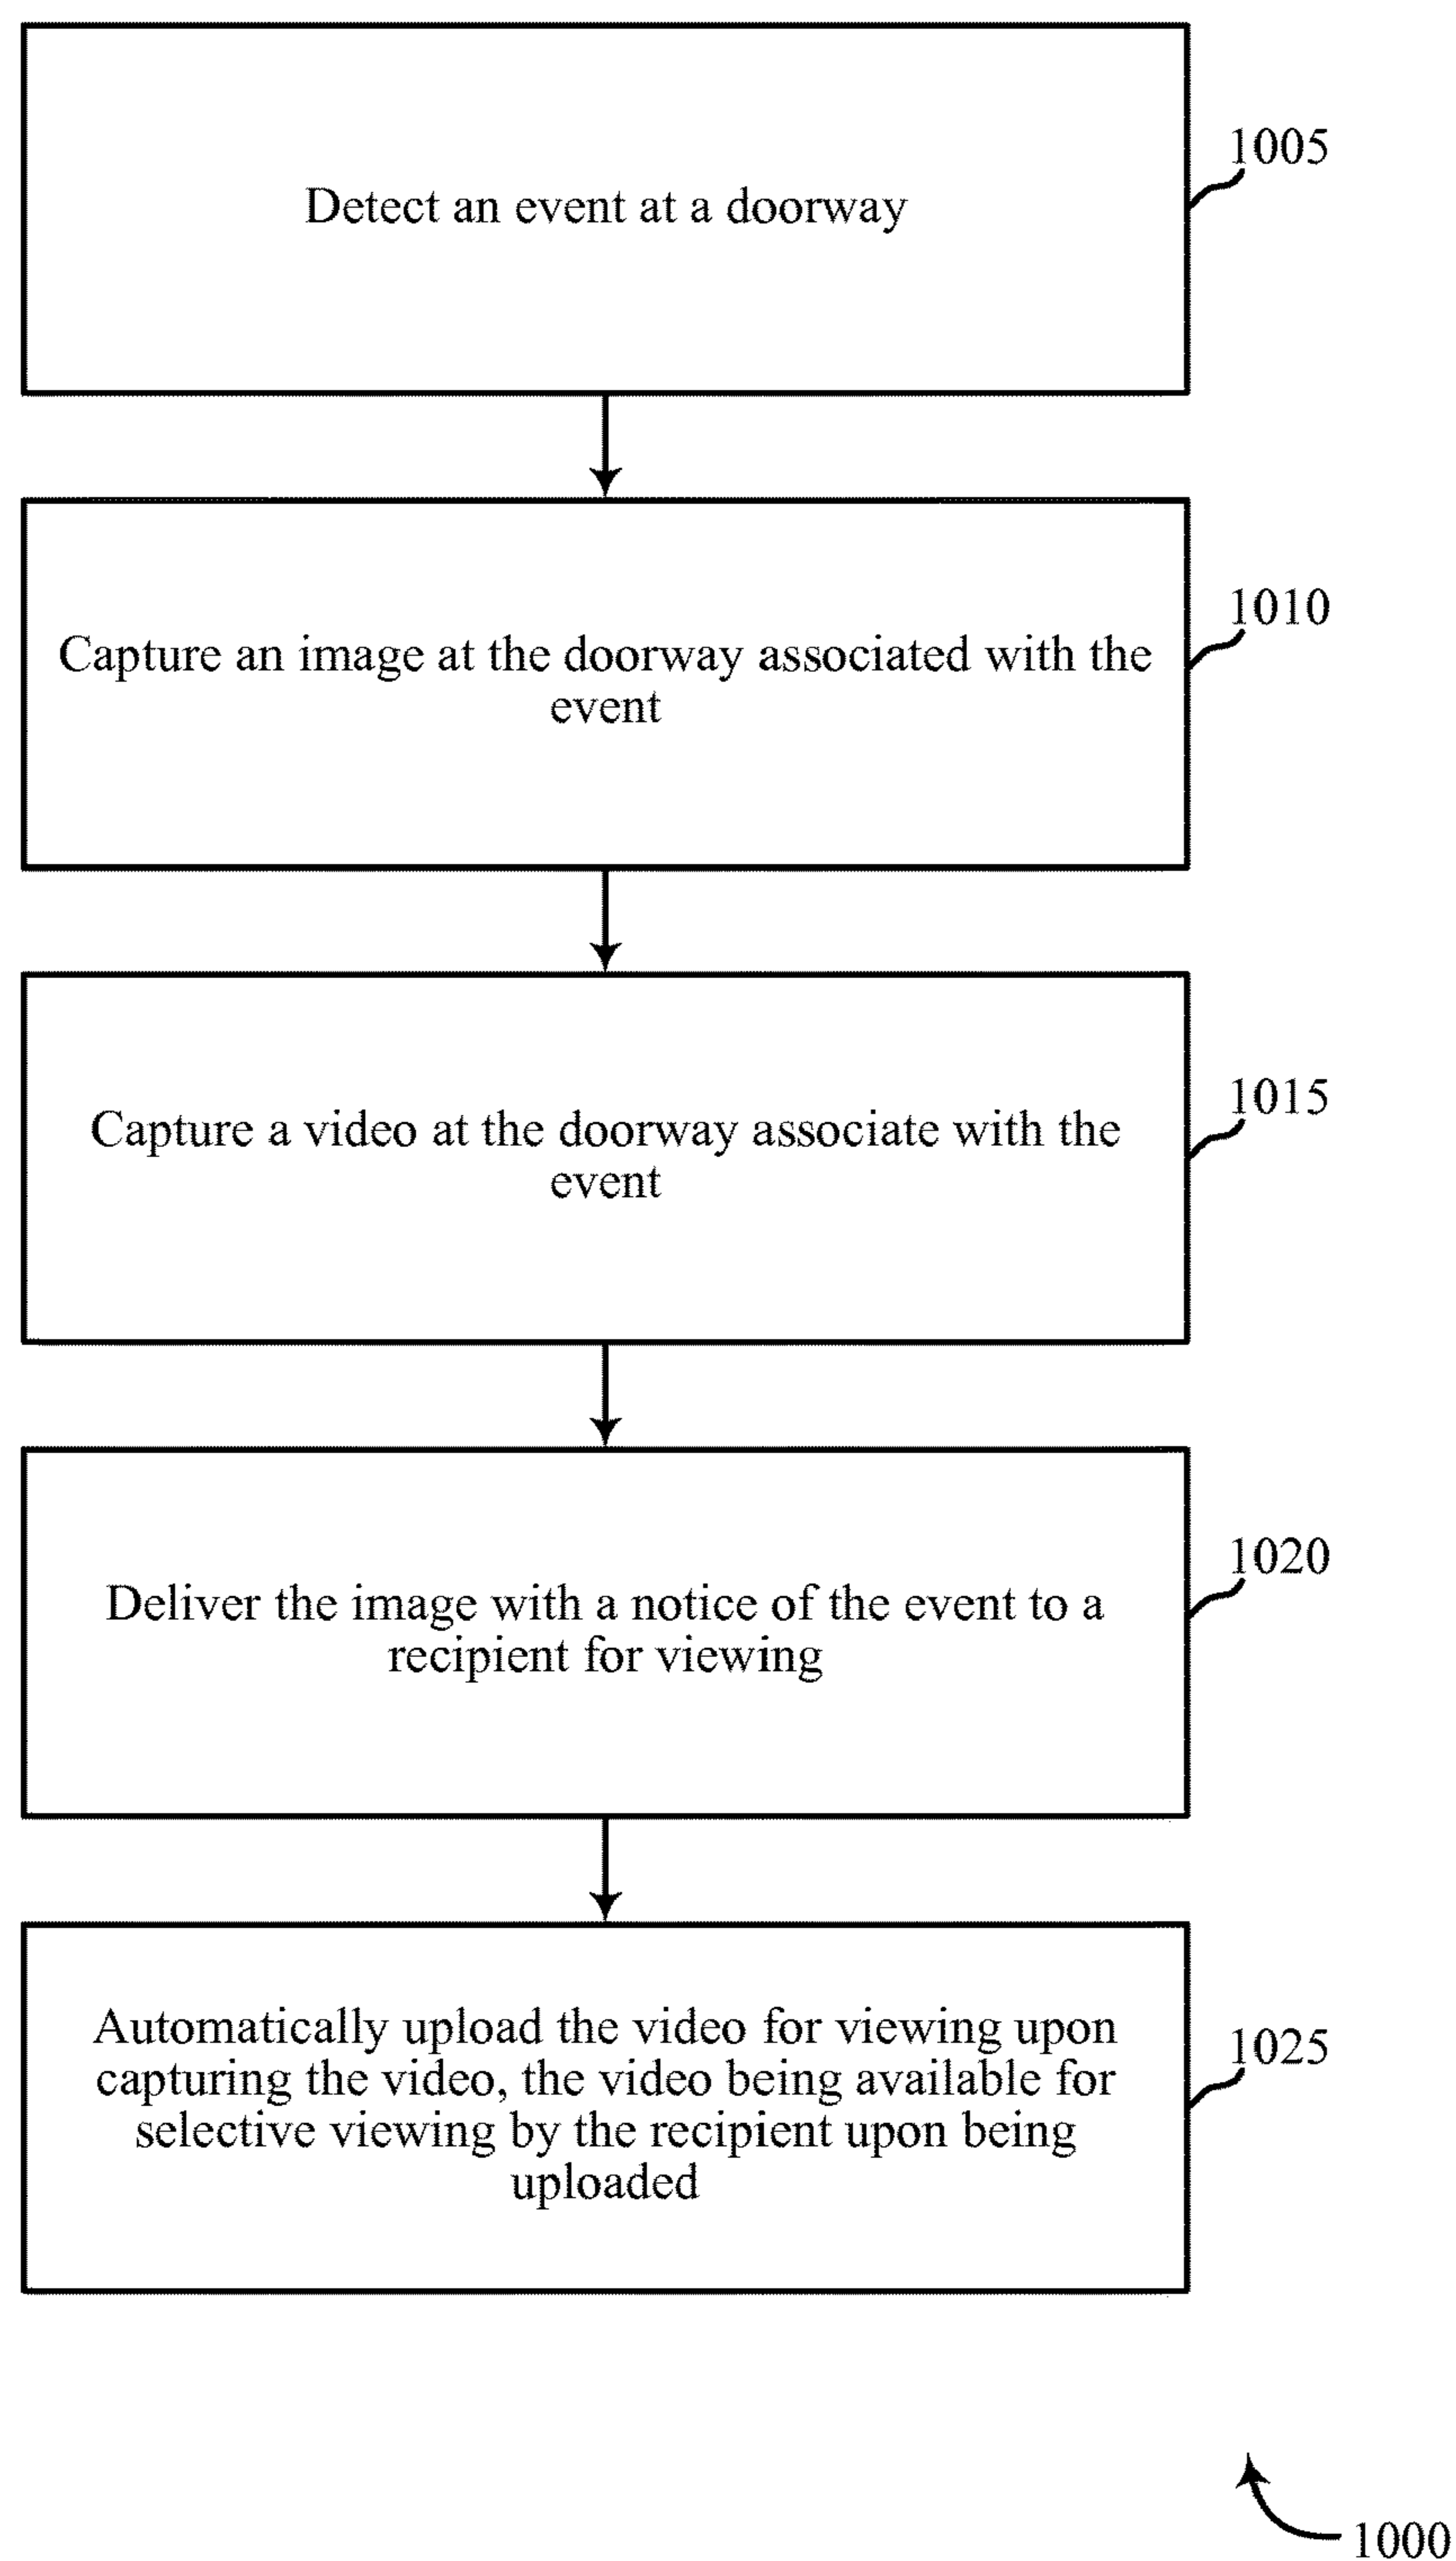 Detect an event at a doorway
1005
Capture an image at the doorway associated with the
event
1010
Capture a video at the doorway associate with the
event
1015
Deliver the image with a notice of the event to a
recipient for viewing
1020
Automatically upload the video for viewing upon
capturing the video, the video being available for
selective viewing by the recipient upon being
uploaded
1025
1000